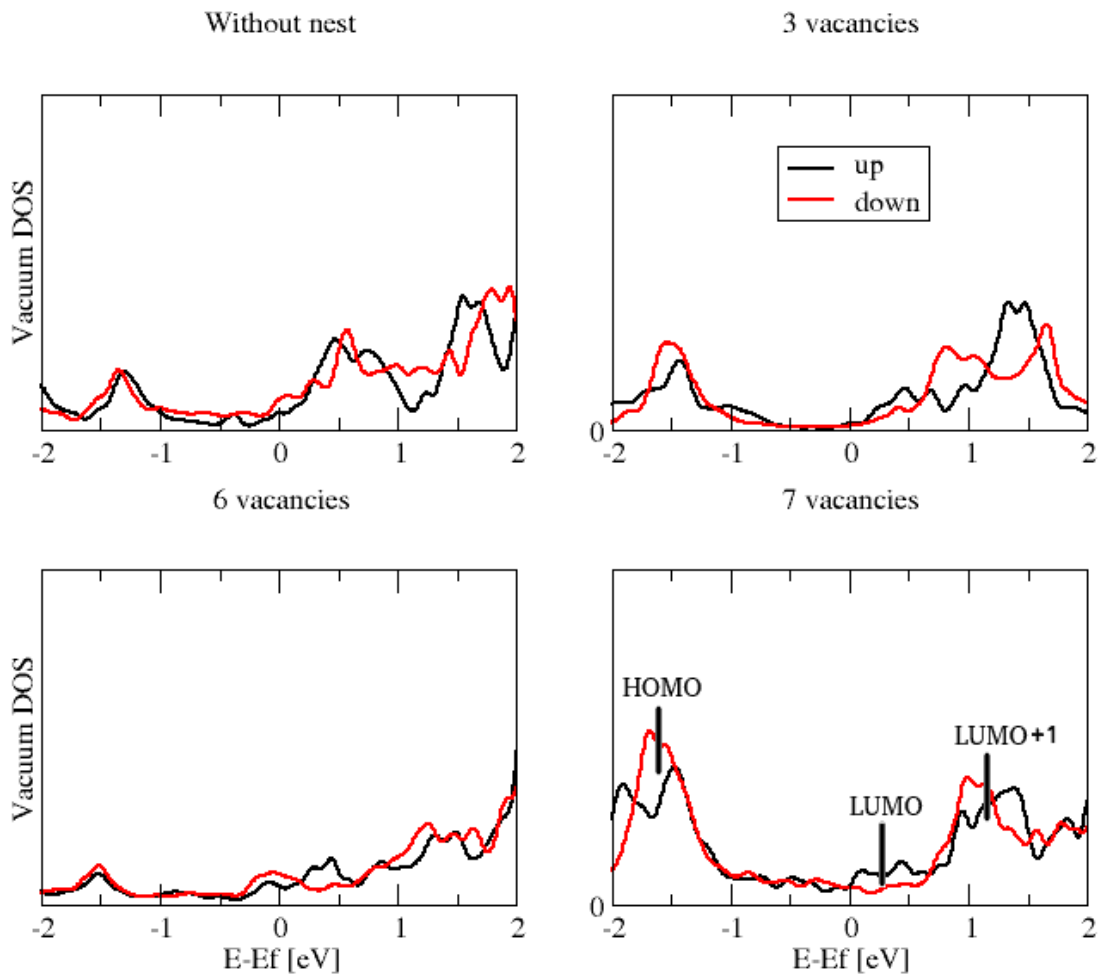 Without nest
3 vacancies
Vacuum DOS
up
down
0
-2 -1 0 1 2
-2 -1 0 1 2
6 vacancies
7 vacancies
Vacuum DOS
HOMO
LUMO
LUMO+1
0
-2 -1 0 1 2
-2 -1 0 1 2
E-Ef [eV]
E-Ef [eV]